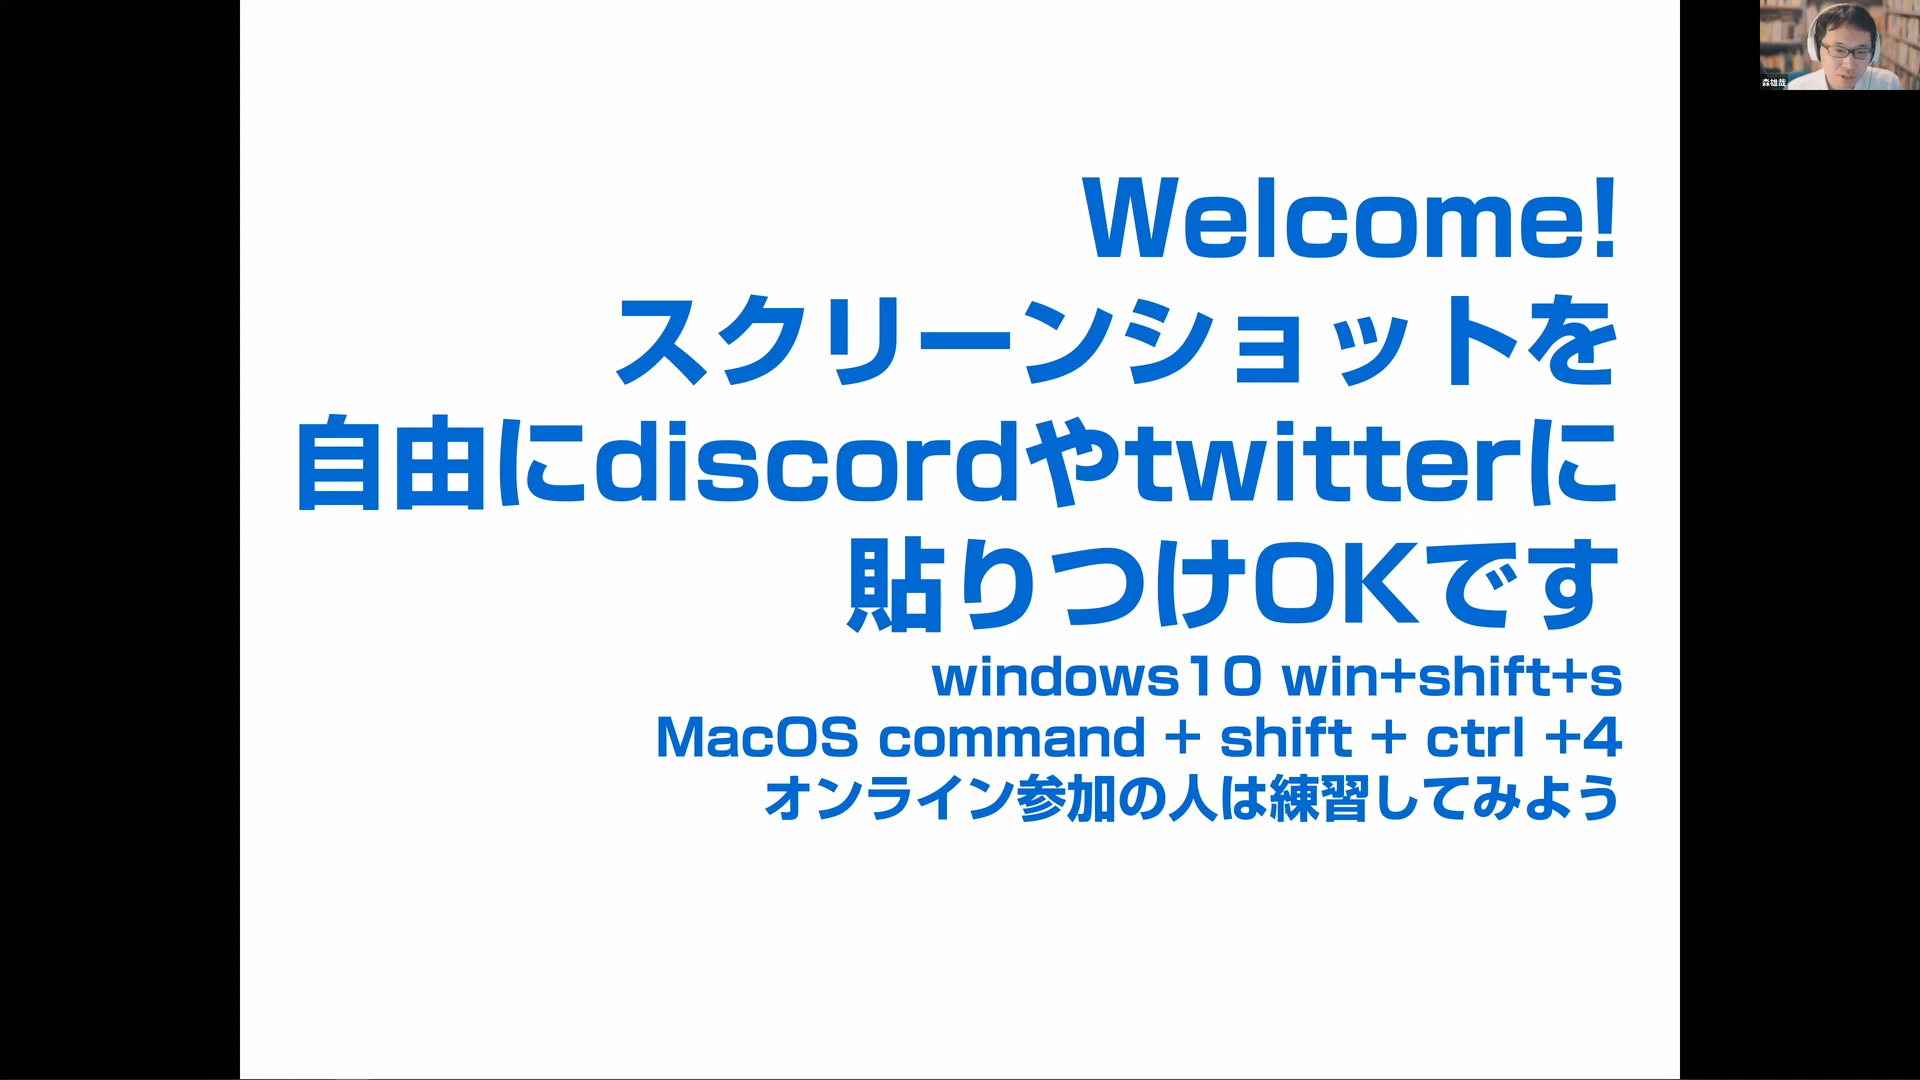 Welcome!
スクリーンショットを
自由にdiscordやtwitterに
貼りつけOKです
windows10 win+shift+s
MacOS command + shift + ctrl +4
オンライン参加の人は練習してみよう
森雄哉